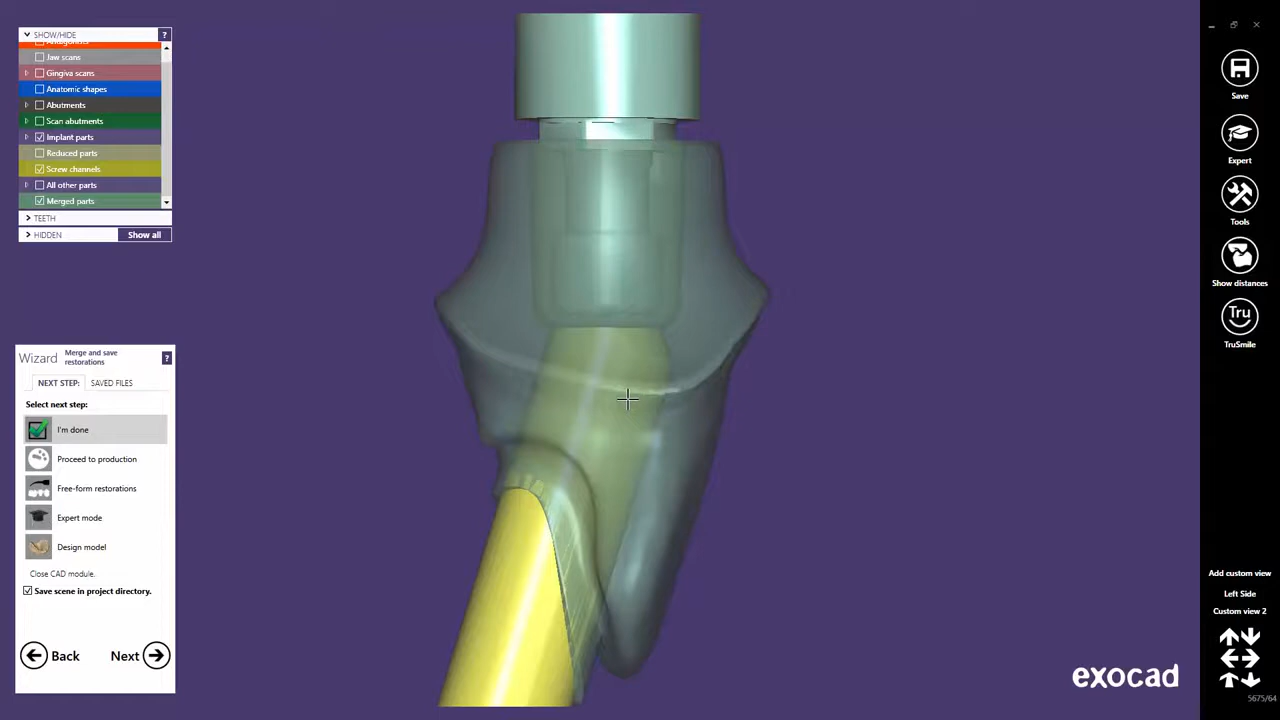 SHOW/HIDE ?
Antagonists
Jaw scans
Gingiva scans
Anatomic shapes
Abutments
Scan abutments
Implant parts
Reduced parts
Screw channels
All other parts
Merged parts
TEETH
HIDDEN Show all
Wizard Merge and save restorations ?
NEXT STEP: SAVED FILES
Select next step:
I'm done
Proceed to production
Free-form restorations
Expert mode
Design model
Close CAD module.
Save scene in project directory.
Back Next
Save
Expert
Tools
Show distances
Tru
TruSmile
Add custom view
Left Side
Custom view 2
exocad
5675/64